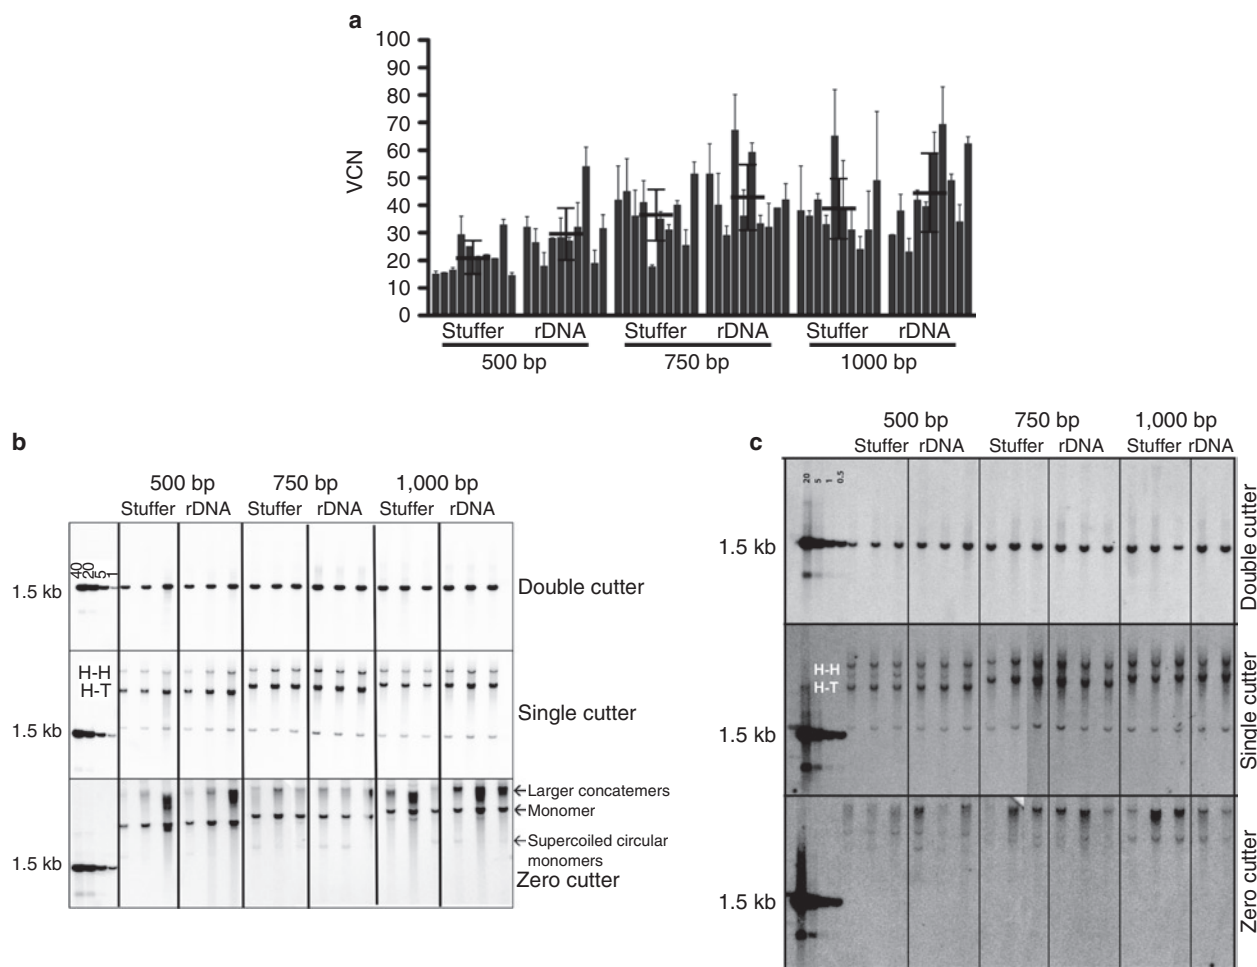 a
100
90
80
70
60
50
40
30
20
10
0
VCN
Stuffer rDNA Stuffer rDNA Stuffer rDNA
500 bp 750 bp 1000 bp
b
500 bp 750 bp 1,000 bp
Stuffer rDNA Stuffer rDNA Stuffer rDNA
40 20 5 1
1.5 kb
Double cutter
H-H
H-T
1.5 kb
Single cutter
Larger concatemers
Monomer
Supercoiled circular
monomers
1.5 kb
Zero cutter
c
500 bp 750 bp 1,000 bp
Stuffer rDNA Stuffer rDNA Stuffer rDNA
20 5 1 0.5
1.5 kb
Double cutter
H-H
H-T
1.5 kb
Single cutter
1.5 kb
Zero cutter